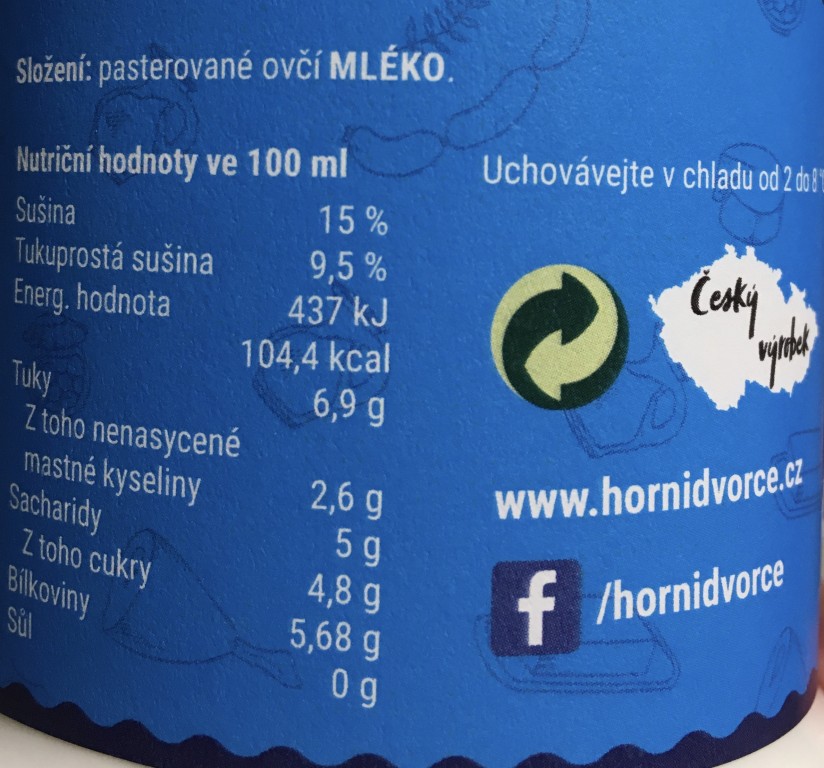 Složení: pasterované ovčí MLÉKO.
Nutriční hodnoty ve 100 ml
Sušina 15 %
Tukuprostá sušina 9,5 %
Energ. hodnota 437 kJ
104,4 kcal
Tuky 6,9 g
Z toho nenasycené
mastné kyseliny 2,6 g
Sacharidy 5 g
Z toho cukry 4,8 g
Bílkoviny 5,68 g
Sůl 0 g
Uchovávejte v chladu od 2 do 8
Český
výrobek
www.hornidvorce.cz
f /hornidvorce